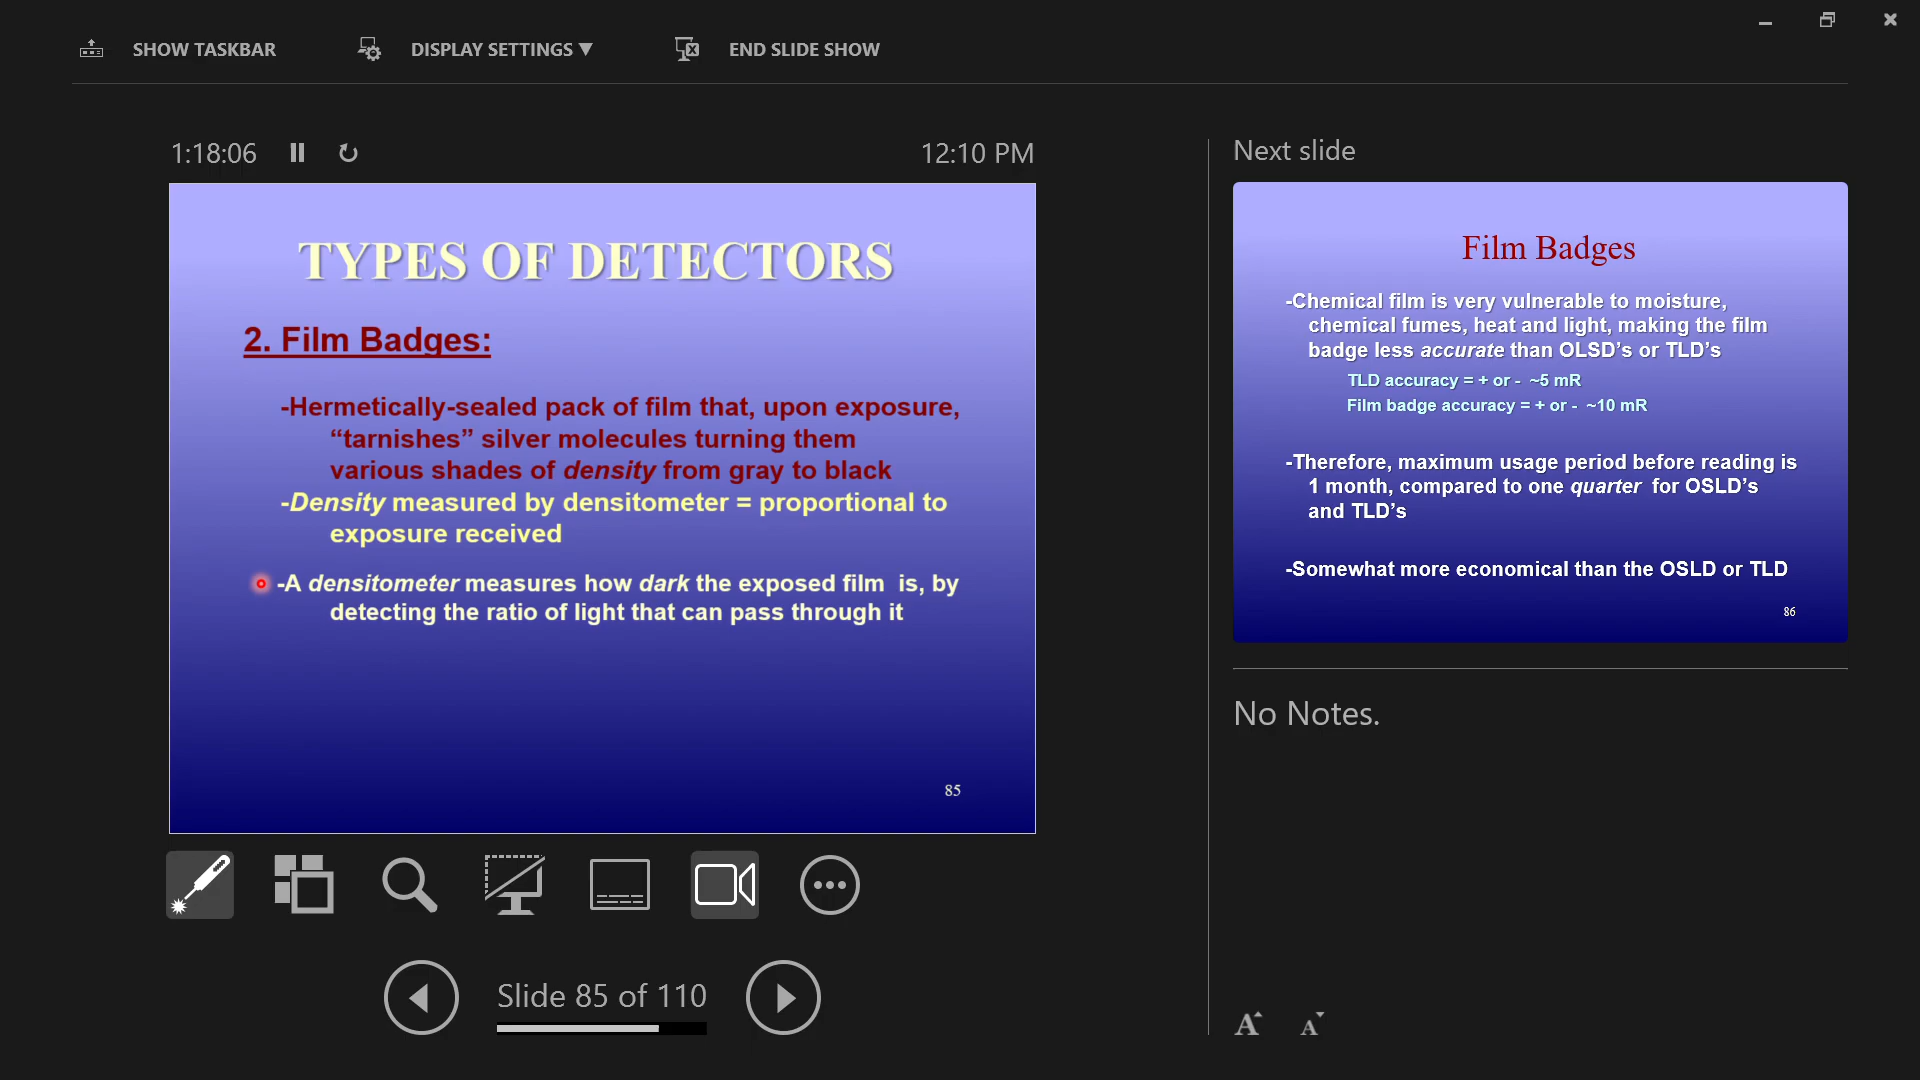 SHOW TASKBAR
DISPLAY SETTINGS ▼
END SLIDE SHOW
1:18:06
12:10 PM
TYPES OF DETECTORS
2. Film Badges:
-Hermetically-sealed pack of film that, upon exposure,
“tarnishes” silver molecules turning them
various shades of density from gray to black
-Density measured by densitometer = proportional to
exposure received
-A densitometer measures how dark the exposed film is, by
detecting the ratio of light that can pass through it
85
Slide 85 of 110
Next slide
Film Badges
-Chemical film is very vulnerable to moisture,
chemical fumes, heat and light, making the film
badge less accurate than OLSD’s or TLD’s
TLD accuracy = + or - ~5 mR
Film badge accuracy = + or - ~10 mR
-Therefore, maximum usage period before reading is
1 month, compared to one quarter for OSLD’s
and TLD’s
-Somewhat more economical than the OSLD or TLD
86
No Notes.
A A